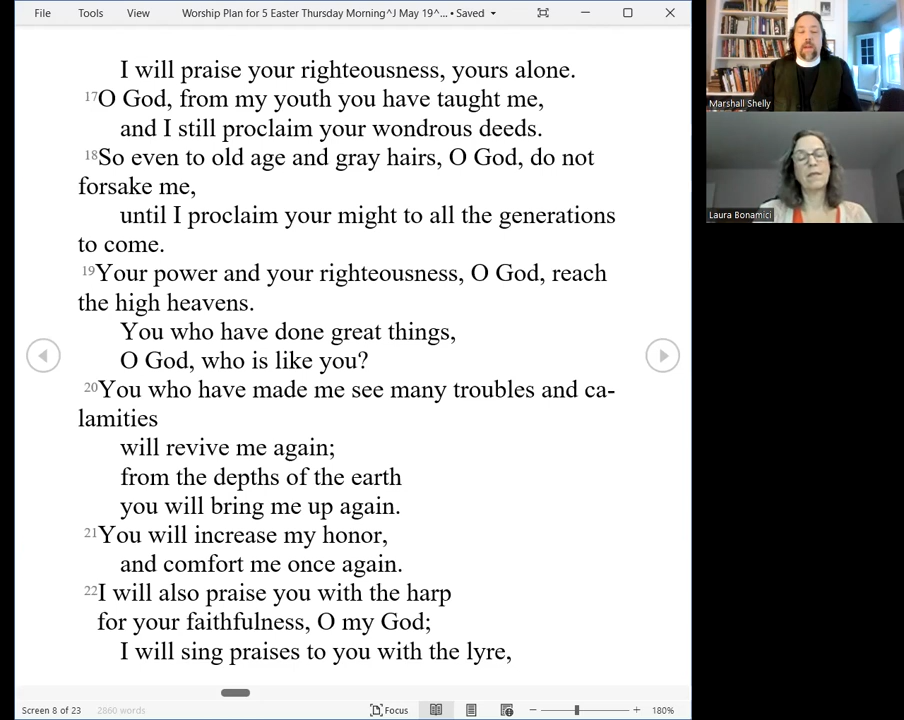 File Tools View Worship Plan for 5 Easter Thursday Morning^J May 19^... • Saved
I will praise your righteousness, yours alone.
17O God, from my youth you have taught me,
and I still proclaim your wondrous deeds.
18So even to old age and gray hairs, O God, do not
forsake me,
until I proclaim your might to all the generations
to come.
19Your power and your righteousness, O God, reach
the high heavens.
You who have done great things,
O God, who is like you?
20You who have made me see many troubles and ca-
lamities
will revive me again;
from the depths of the earth
you will bring me up again.
21You will increase my honor,
and comfort me once again.
22I will also praise you with the harp
for your faithfulness, O my God;
I will sing praises to you with the lyre,
Screen 8 of 23 2860 words Focus 180%
Marshall Shelly
Laura Bonamici